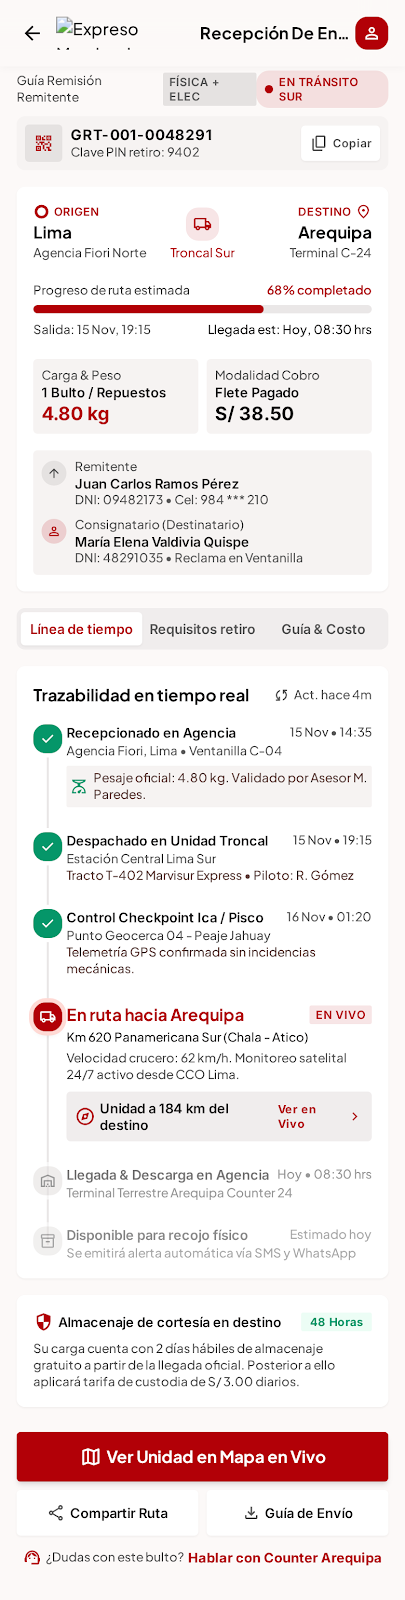 Expreso
Recepción De En...
Guía Remisión
Remitente
FÍSICA +
ELEC
EN TRÁNSITO
SUR
GRT-001-0048291
Clave PIN retiro: 9402
Copiar
ORIGEN
Lima
Agencia Fiori Norte
Troncal Sur
DESTINO
Arequipa
Terminal C-24
Progreso de ruta estimada
68% completado
Salida: 15 Nov, 19:15
Llegada est: Hoy, 08:30 hrs
Carga & Peso
1 Bulto / Repuestos
4.80 kg
Modalidad Cobro
Flete Pagado
S/ 38.50
Remitente
Juan Carlos Ramos Pérez
DNI: 09482173 • Cel: 984 *** 210
Consignatario (Destinatario)
María Elena Valdivia Quispe
DNI: 48291035 • Reclama en Ventanilla
Línea de tiempo
Requisitos retiro
Guía & Costo
Trazabilidad en tiempo real
Act. hace 4m
Recepcionado en Agencia
15 Nov • 14:35
Agencia Fiori, Lima • Ventanilla C-04
Pesaje oficial: 4.80 kg. Validado por Asesor M.
Paredes.
Despachado en Unidad Troncal
15 Nov • 19:15
Estación Central Lima Sur
Tracto T-402 Marvisur Express • Piloto: R. Gómez
Control Checkpoint Ica / Pisco
16 Nov • 01:20
Punto Geocerca 04 - Peaje Jahuay
Telemetría GPS confirmada sin incidencias
mecánicas.
En ruta hacia Arequipa
EN VIVO
Km 620 Panamericana Sur (Chala - Atico)
Velocidad crucero: 62 km/h. Monitoreo satelital
24/7 activo desde CCO Lima.
Unidad a 184 km del
destino
Ver en
Vivo
Llegada & Descarga en Agencia
Hoy • 08:30 hrs
Terminal Terrestre Arequipa Counter 24
Disponible para recojo físico
Estimado hoy
Se emitirá alerta automática vía SMS y WhatsApp
Almacenaje de cortesía en destino
48 Horas
Su carga cuenta con 2 días hábiles de almacenaje
gratuito a partir de la llegada oficial. Posterior a ello
aplicará tarifa de custodia de S/ 3.00 diarios.
Ver Unidad en Mapa en Vivo
Compartir Ruta
Guía de Envío
¿Dudas con este bulto?
Hablar con Counter Arequipa